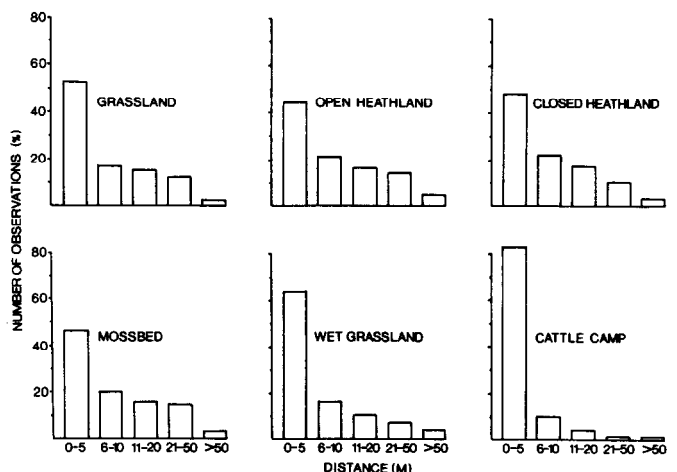 NUMBER OF OBSERVATIONS (%)
80
60
40
20
GRASSLAND
OPEN HEATHLAND
CLOSED HEATHLAND
80
60
40
20
MOSSBED
WET GRASSLAND
CATTLE CAMP
0-5 6-10 11-20 21-50 >50
0-5 6-10 11-20 21-50 >50
0-5 6-10 11-20 21-50 >50
DISTANCE (M)